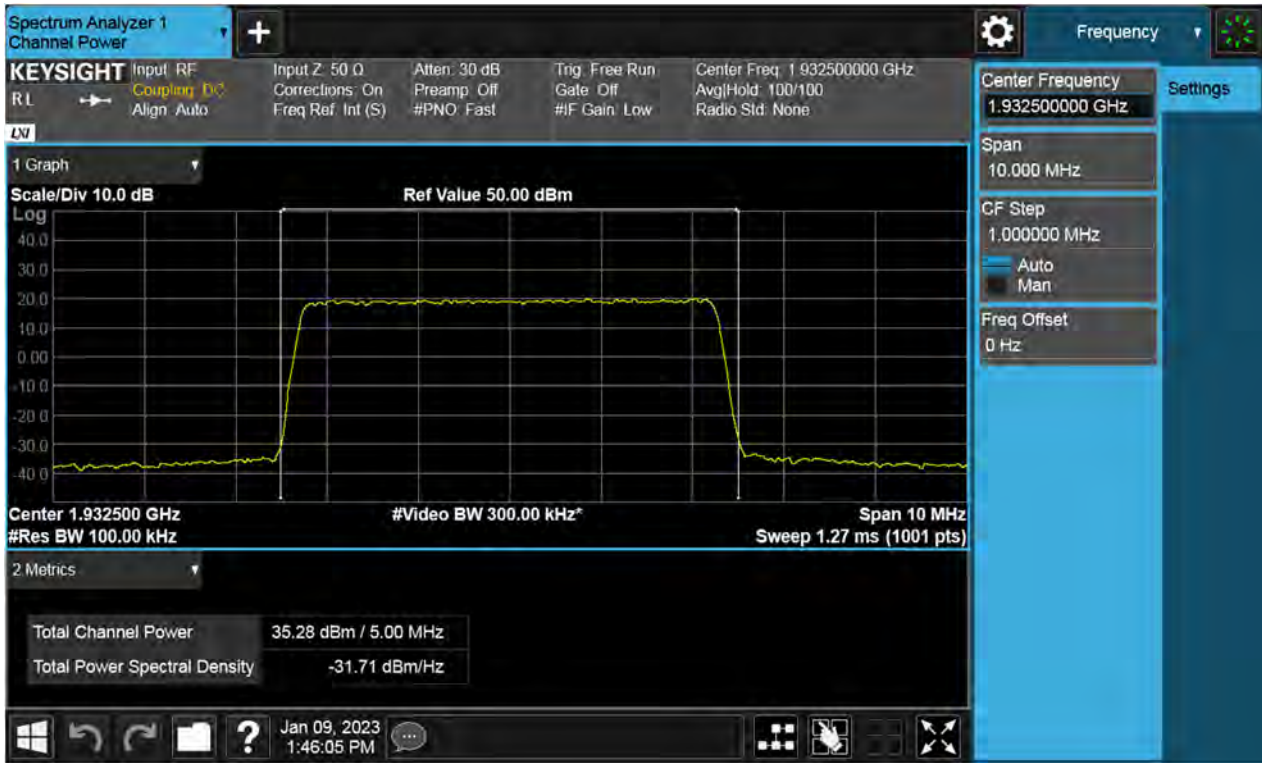 Spectrum Analyzer 1
Channel Power
+
Frequency
KEYSIGHT
R L
LXI
Input: RF
Coupling: DC
Align: Auto
Input Z: 50 Ω
Corrections: On
Freq Ref: Int (S)
Atten: 30 dB
Preamp: Off
#PNO: Fast
Trig: Free Run
Gate: Off
#IF Gain: Low
Center Freq: 1.932500000 GHz
Avg|Hold: 100/100
Radio Std: None
1 Graph
Scale/Div 10.0 dB
Ref Value 50.00 dBm
Log
40.0
30.0
20.0
10.0
0.00
-10.0
-20.0
-30.0
-40.0
Center 1.932500 GHz
#Video BW 300.00 kHz*
Span 10 MHz
#Res BW 100.00 kHz
Sweep 1.27 ms (1001 pts)
2 Metrics
Total Channel Power
35.28 dBm / 5.00 MHz
Total Power Spectral Density
-31.71 dBm/Hz
Center Frequency
1.932500000 GHz
Settings
Span
10.000 MHz
CF Step
1.000000 MHz
Auto
Man
Freq Offset
0 Hz
?
Jan 09, 2023
1:46:05 PM